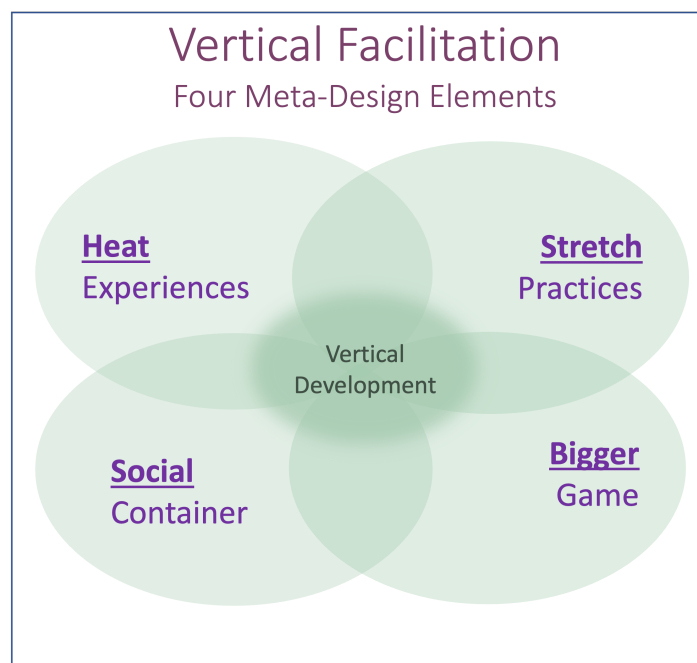 Vertical Facilitation
Four Meta-Design Elements
Heat
Experiences
Stretch
Practices
Vertical
Development
Social
Container
Bigger
Game